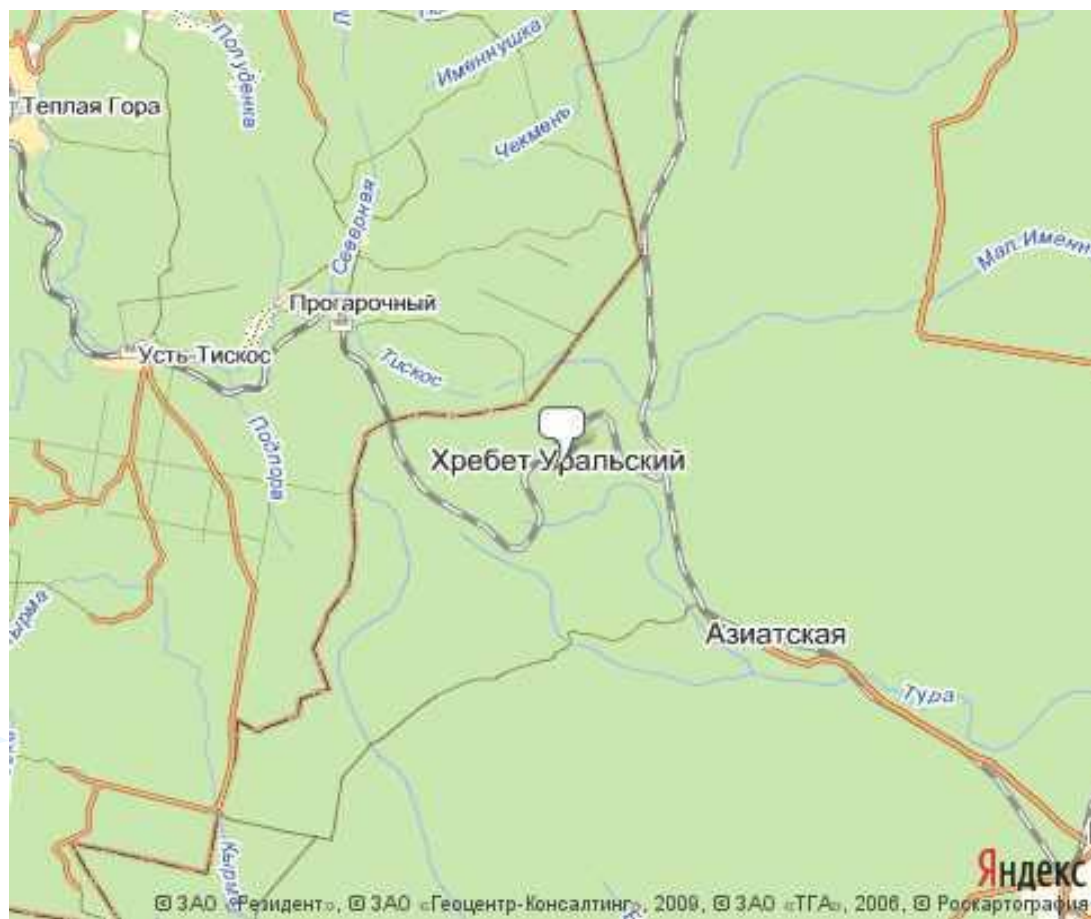 Полуденка
Именнушка
Теплая Гора
Чекмень
Северная
Мал. Именн
Прогарочный
Усть-Тискос
Тискос
Подпора
Хребет Уральский
Азиатская
Тура
Кырма
Яндекс
© ЗАО «Резидент», © ЗАО «Геоцентр-Консалтинг», 2009, © ЗАО «ТГА», 2006, © Роскартография